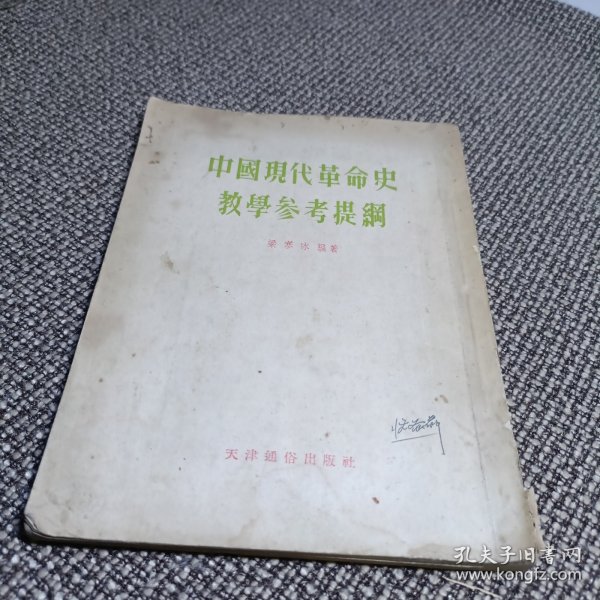 中國現代革命史
教學参考提綱
梁寒冰編著
天津通俗出版社
孔夫子旧书网
www.kongfz.com